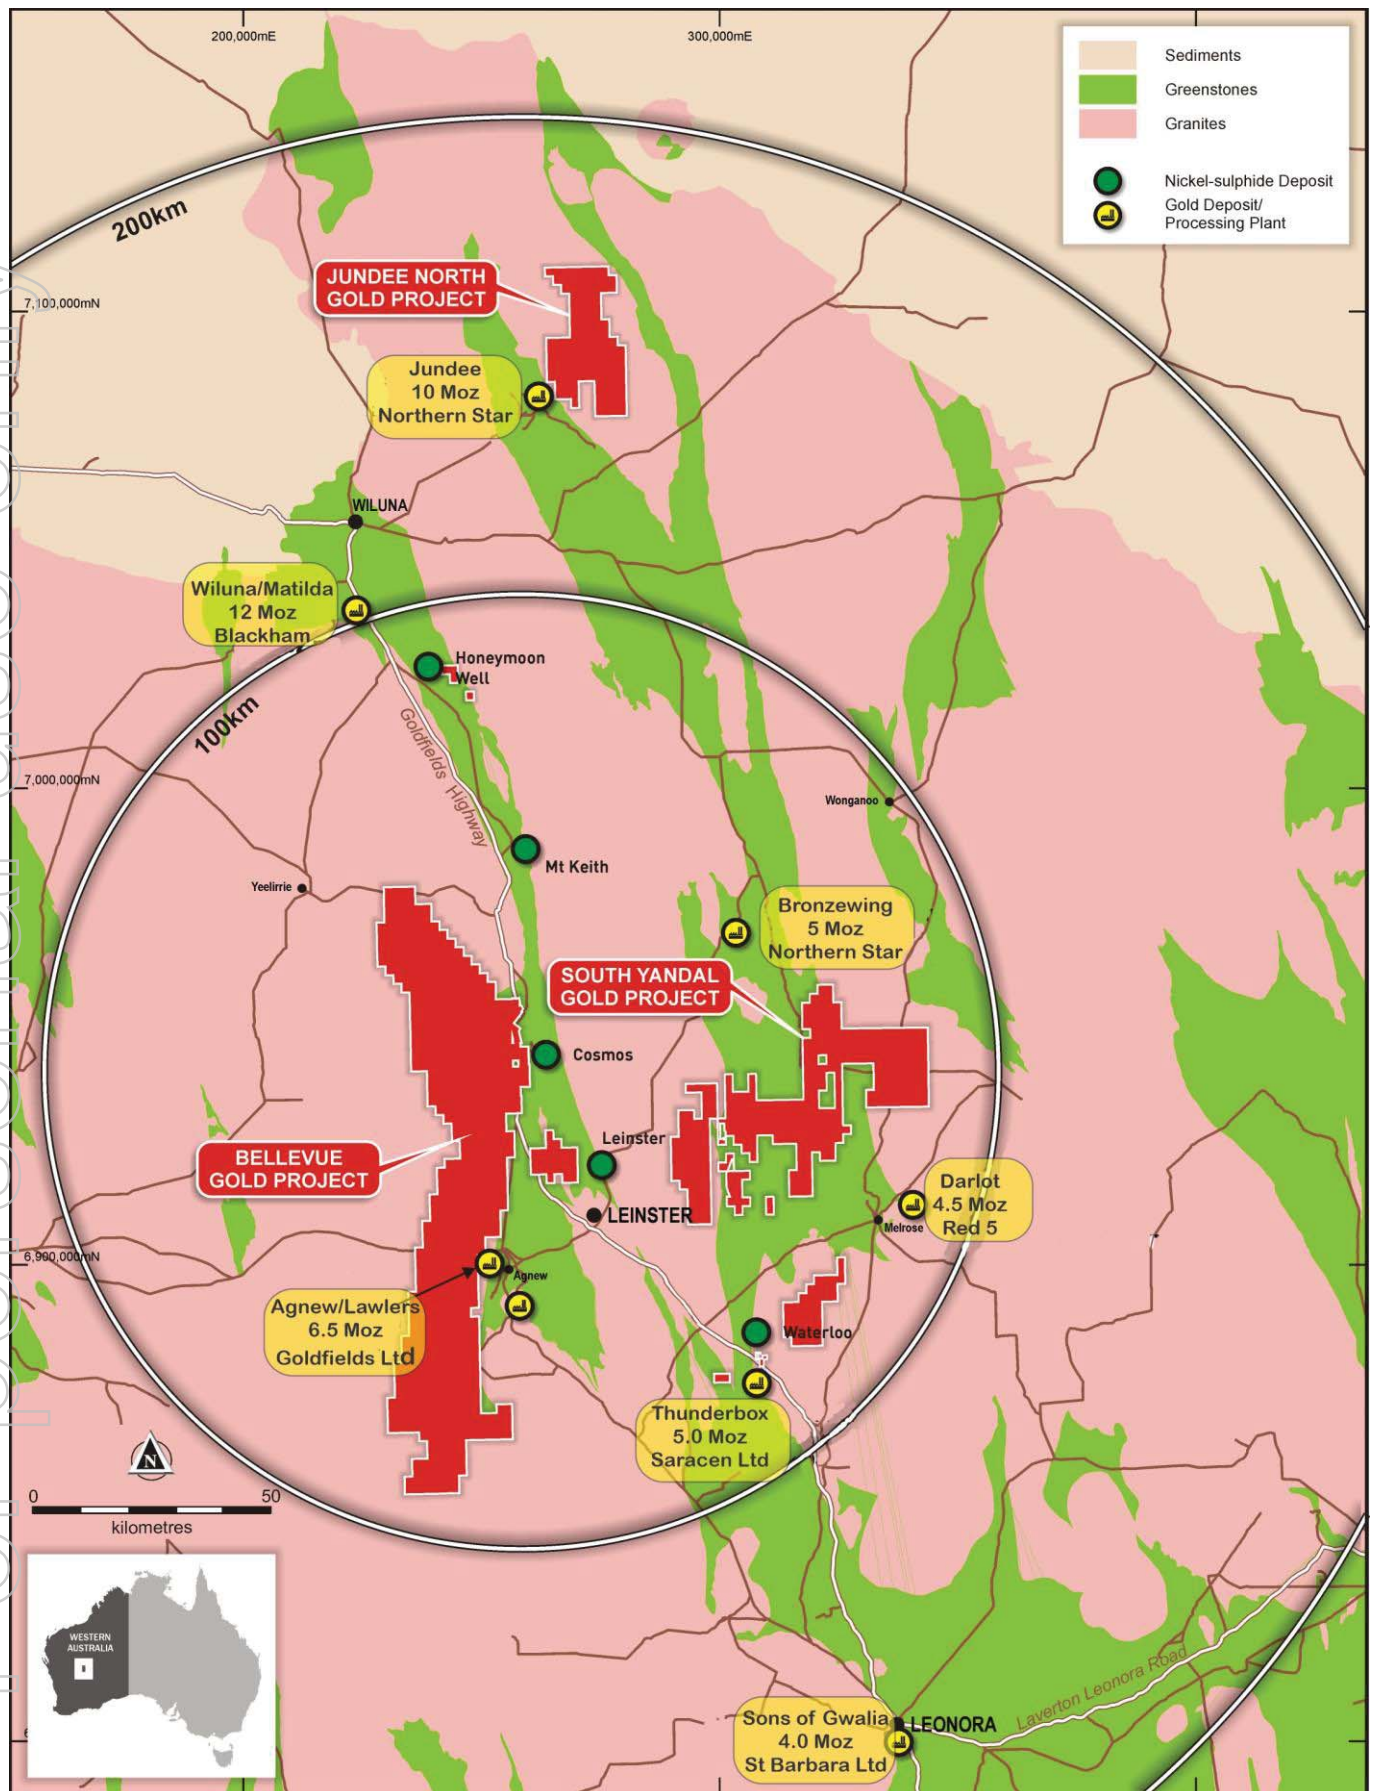 200,000mE
300,000mE
Sediments
Greenstones
Granites
Nickel-sulphide Deposit
Gold Deposit/
Processing Plant
200km
JUNDEE NORTH
GOLD PROJECT
7,100,000mN
Jundee
10 Moz
Northern Star
WILUNA
Wiluna/Matilda
12 Moz
Blackham
Honeymoon
Well
100km
Goldfields Highway
7,000,000mN
Wonganoo
Mt Keith
Yeelirrie
Bronzewing
5 Moz
Northern Star
SOUTH YANDAL
GOLD PROJECT
Cosmos
Leinster
BELLEVUE
GOLD PROJECT
Darlot
4.5 Moz
Red 5
LEINSTER
Melrose
6,900,000mN
Agnew
Agnew/Lawlers
6.5 Moz
Goldfields Ltd
Waterloo
Thunderbox
5.0 Moz
Saracen Ltd
N
0 50
kilometres
WESTERN
AUSTRALIA
Laverton Leonora Road
Sons of Gwalia
4.0 Moz
St Barbara Ltd
LEONORA